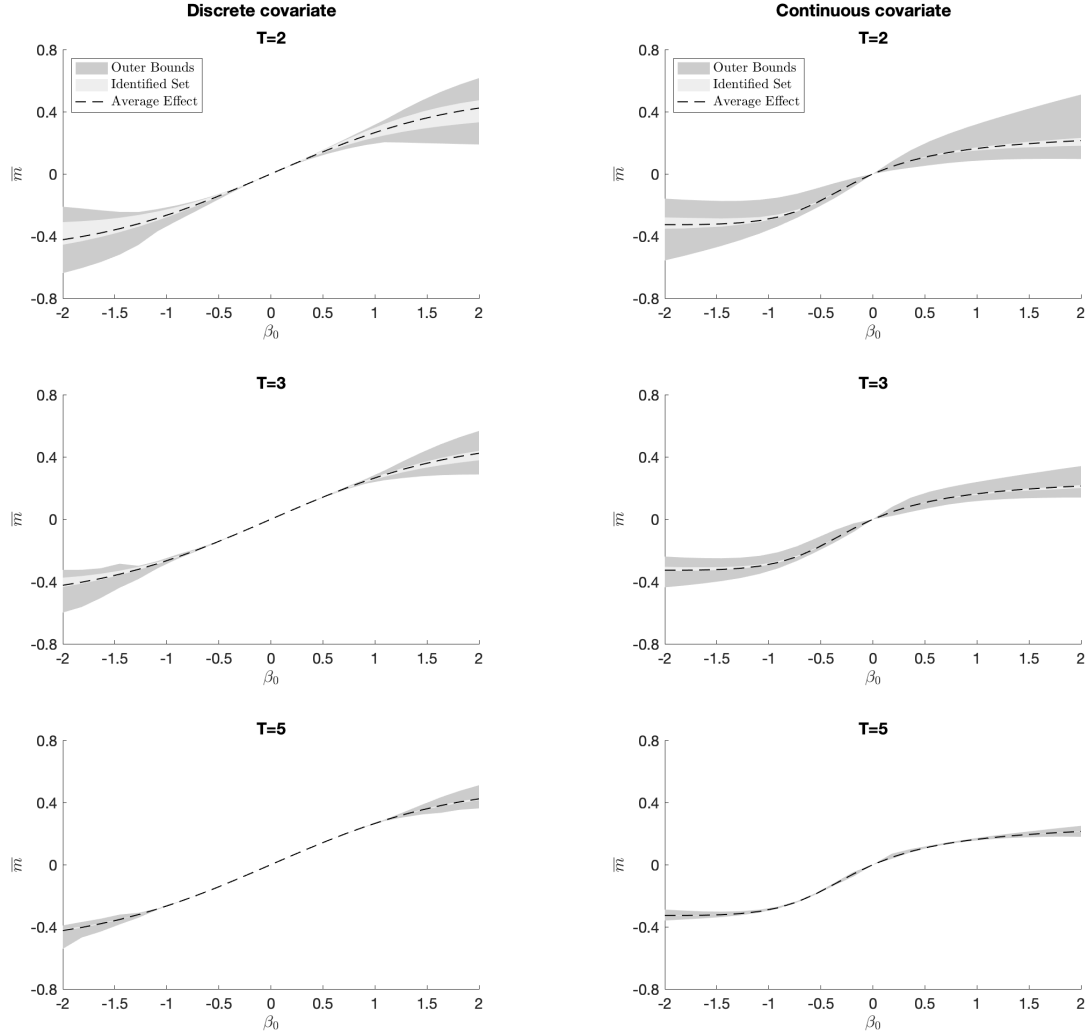 Discrete covariate
Continuous covariate
T=2
0.8
0.4
0
-0.4
-0.8
m̅
Outer Bounds
Identified Set
Average Effect
-2 -1.5 -1 -0.5 0 0.5 1 1.5 2
β₀
T=2
0.8
0.4
0
-0.4
-0.8
m̅
Outer Bounds
Identified Set
Average Effect
-2 -1.5 -1 -0.5 0 0.5 1 1.5 2
β₀
T=3
0.8
0.4
0
-0.4
-0.8
m̅
-2 -1.5 -1 -0.5 0 0.5 1 1.5 2
β₀
T=3
0.8
0.4
0
-0.4
-0.8
m̅
-2 -1.5 -1 -0.5 0 0.5 1 1.5 2
β₀
T=5
0.8
0.4
0
-0.4
-0.8
m̅
-2 -1.5 -1 -0.5 0 0.5 1 1.5 2
β₀
T=5
0.8
0.4
0
-0.4
-0.8
m̅
-2 -1.5 -1 -0.5 0 0.5 1 1.5 2
β₀